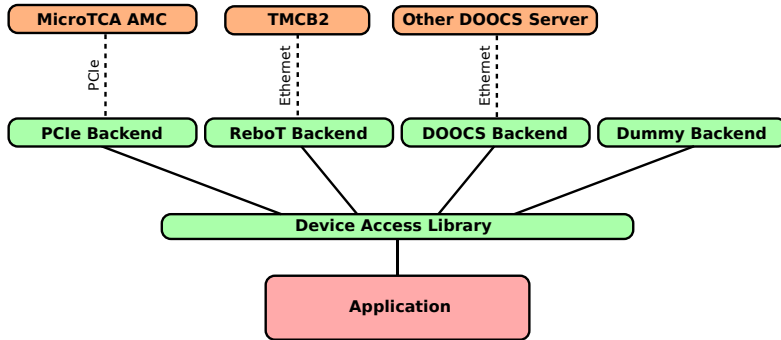 MicroTCA AMC
TMCB2
Other DOOCS Server
PCIe
Ethernet
Ethernet
PCIe Backend
ReboT Backend
DOOCS Backend
Dummy Backend
Device Access Library
Application